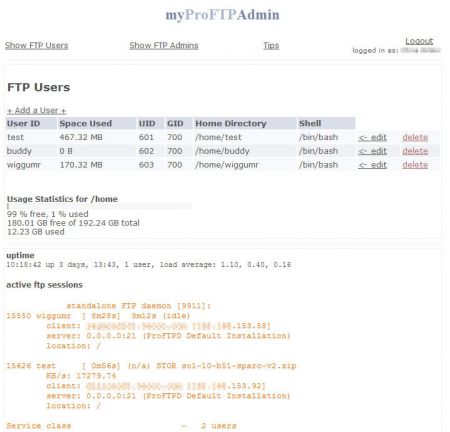 myProFTPAdmin
Show FTP Users Show FTP Admins Tips Logout
logged in as:
FTP Users
+ Add a User +
User ID Space Used UID GID Home Directory Shell
test 467.32 MB 601 700 /home/test /bin/bash <- edit delete
buddy 0 B 602 700 /home/buddy /bin/bash <- edit delete
wiggumr 170.32 MB 603 700 /home/wiggumr /bin/bash <- edit delete
Usage Statistics for /home
99 % free, 1 % used
180.01 GB free of 192.24 GB total
12.23 GB used
uptime
10:18:42 up 3 days, 13:43, 1 user, load average: 1.10, 0.40, 0.16
active ftp sessions
standalone FTP daemon [9911]:
15550 wiggumr [ 8m28s] 3m12s (idle)
client: .153.58]
server: 0.0.0.0:21 (ProFTPD Default Installation)
location: /
15626 test [ 0m56s] (n/a) STOR sol-10-b51-sparc-v2.zip
KB/s: 17279.74
client: .153.92]
server: 0.0.0.0:21 (ProFTPD Default Installation)
location: /
Service class - 2 users